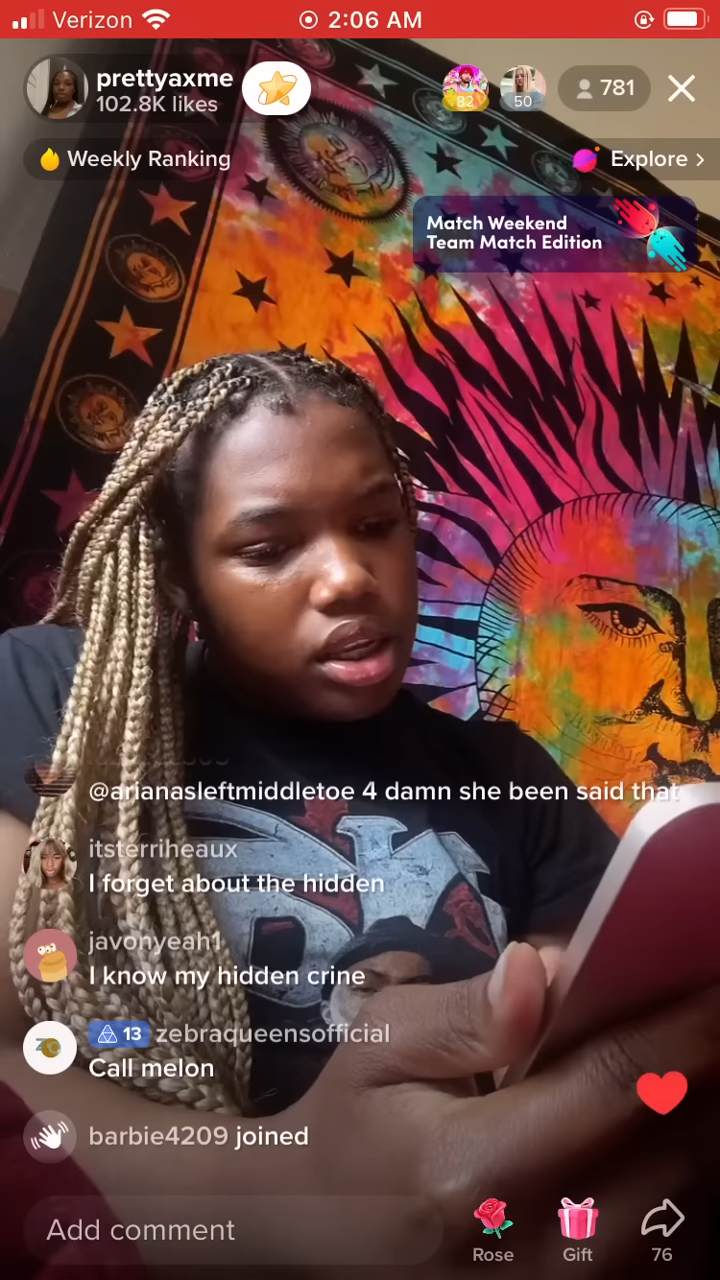 Verizon
2:06 AM
prettyaxme
102.8K likes
82
50
781
Weekly Ranking
Explore >
Match Weekend
Team Match Edition
@arianasleftmiddletoe 4 damn she been said that
itsterriheaux
I forget about the hidden
javonyeah1
I know my hidden crine
13 zebraqueensofficial
Call melon
barbie4209 joined
Add comment
Rose
Gift
76